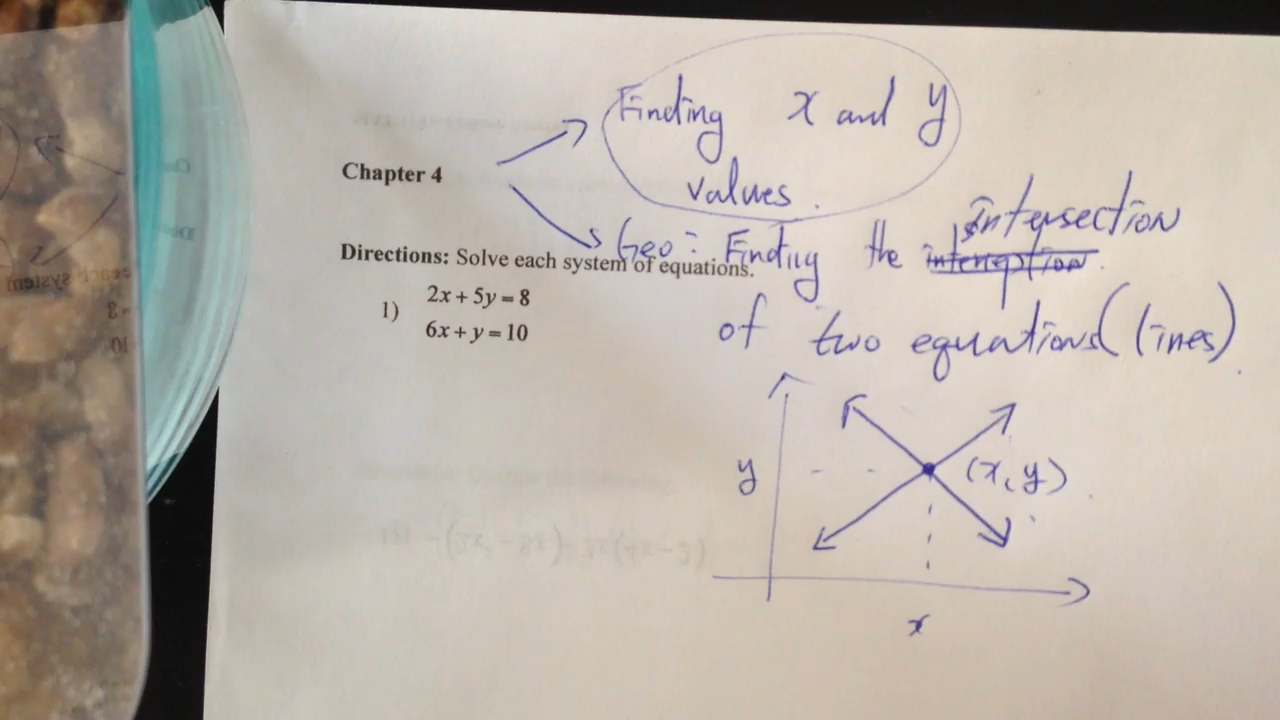 Finding x and y
values.
Chapter 4
intersection
Geo: Finding the interception.
Directions: Solve each system of equations.
of two equations (lines).
1) 2x + 5y = 8
6x + y = 10
y
(x, y)
x